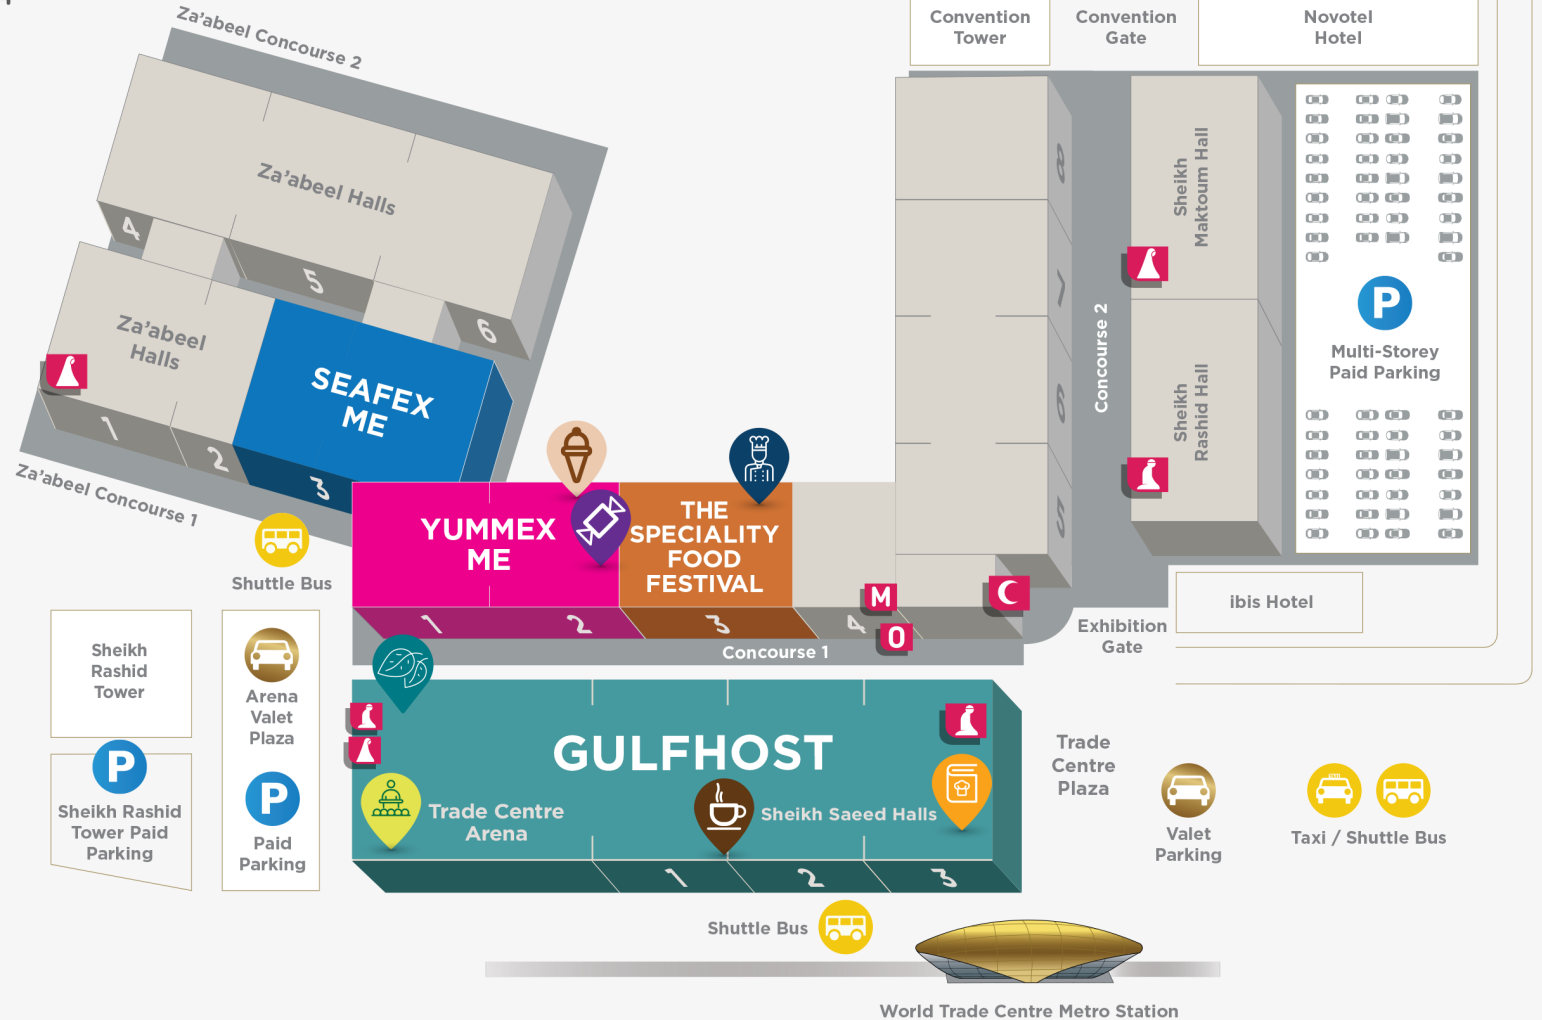 Za'abeel Concourse 2
Convention
Tower
Convention
Gate
Novotel
Hotel
Za'abeel Halls
4
5
6
Za'abeel
Halls
SEAFEX
ME
1
2
3
Za'abeel Concourse 1
8
7
6
5
Concourse 2
Sheikh
Maktoum Hall
Sheikh
Rashid Hall
P
Multi-Storey
Paid Parking
Shuttle Bus
YUMMEX
ME
THE
SPECIALITY
FOOD
FESTIVAL
1
2
3
4
M
O
Concourse 1
ibis Hotel
Exhibition
Gate
Sheikh
Rashid
Tower
Arena
Valet
Plaza
P
Sheikh Rashid
Tower Paid
Parking
P
Paid
Parking
GULFHOST
Trade Centre
Arena
Sheikh Saeed Halls
1
2
3
Trade
Centre
Plaza
Valet
Parking
TAXI
Taxi / Shuttle Bus
Shuttle Bus
World Trade Centre Metro Station